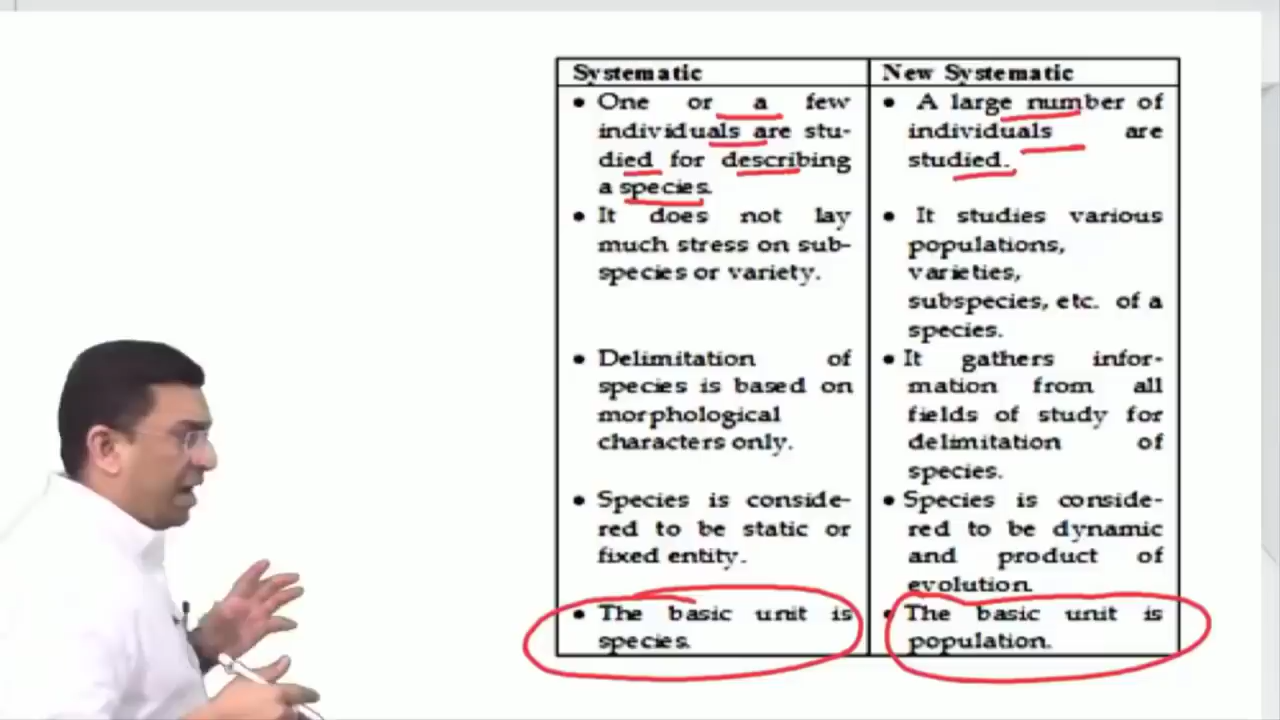 Systematic
• One or a few
individuals are stu-
died for describing
a species.
• It does not lay
much stress on sub-
species or variety.
• Delimitation of
species is based on
morphological
characters only.
• Species is conside-
red to be static or
fixed entity.
• The basic unit is
species.
New Systematic
• A large number of
individuals are
studied.
• It studies various
populations,
varieties,
subspecies, etc. of a
species.
• It gathers infor-
mation from all
fields of study for
delimitation of
species.
• Species is conside-
red to be dynamic
and product of
evolution.
• The basic unit is
population.